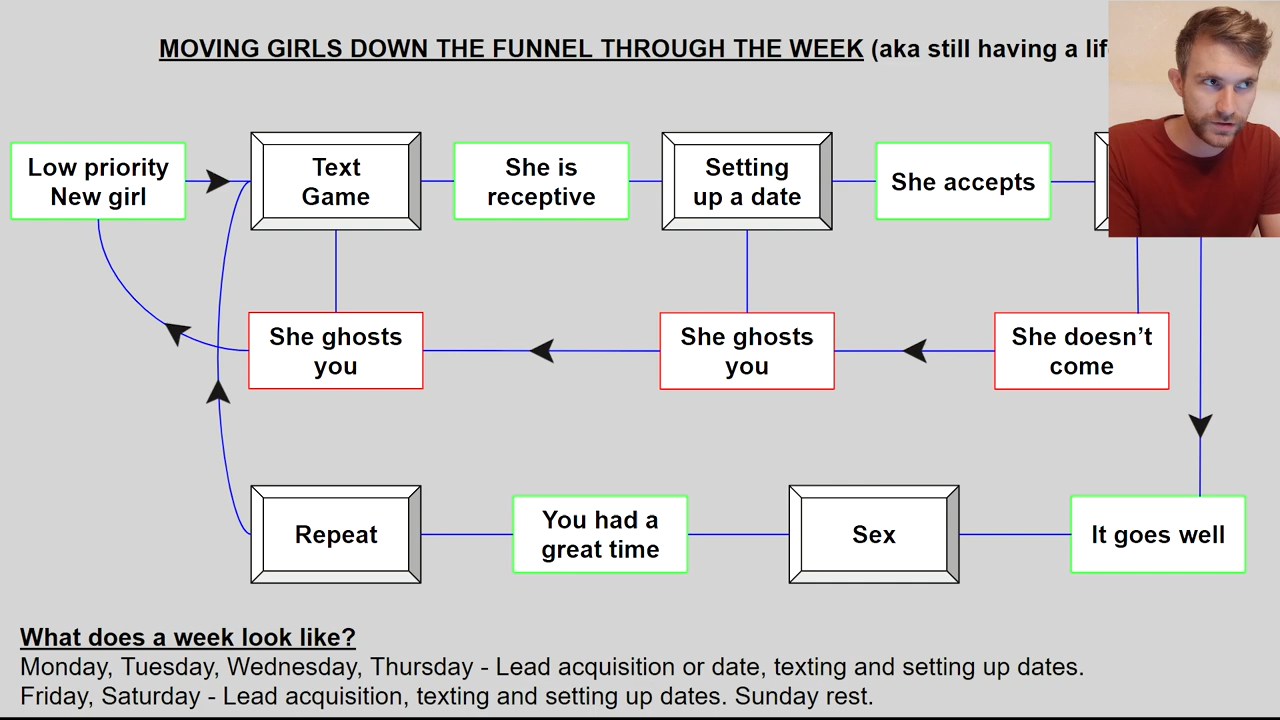 MOVING GIRLS DOWN THE FUNNEL THROUGH THE WEEK (aka still having a
Low priority
New girl
Text
Game
She is
receptive
Setting
up a date
She accepts
She ghosts
you
She ghosts
you
She doesn’t
come
Repeat
You had a
great time
Sex
It goes well
What does a week look like?
Monday, Tuesday, Wednesday, Thursday - Lead acquisition or date, texting and setting up dates.
Friday, Saturday - Lead acquisition, texting and setting up dates. Sunday rest.